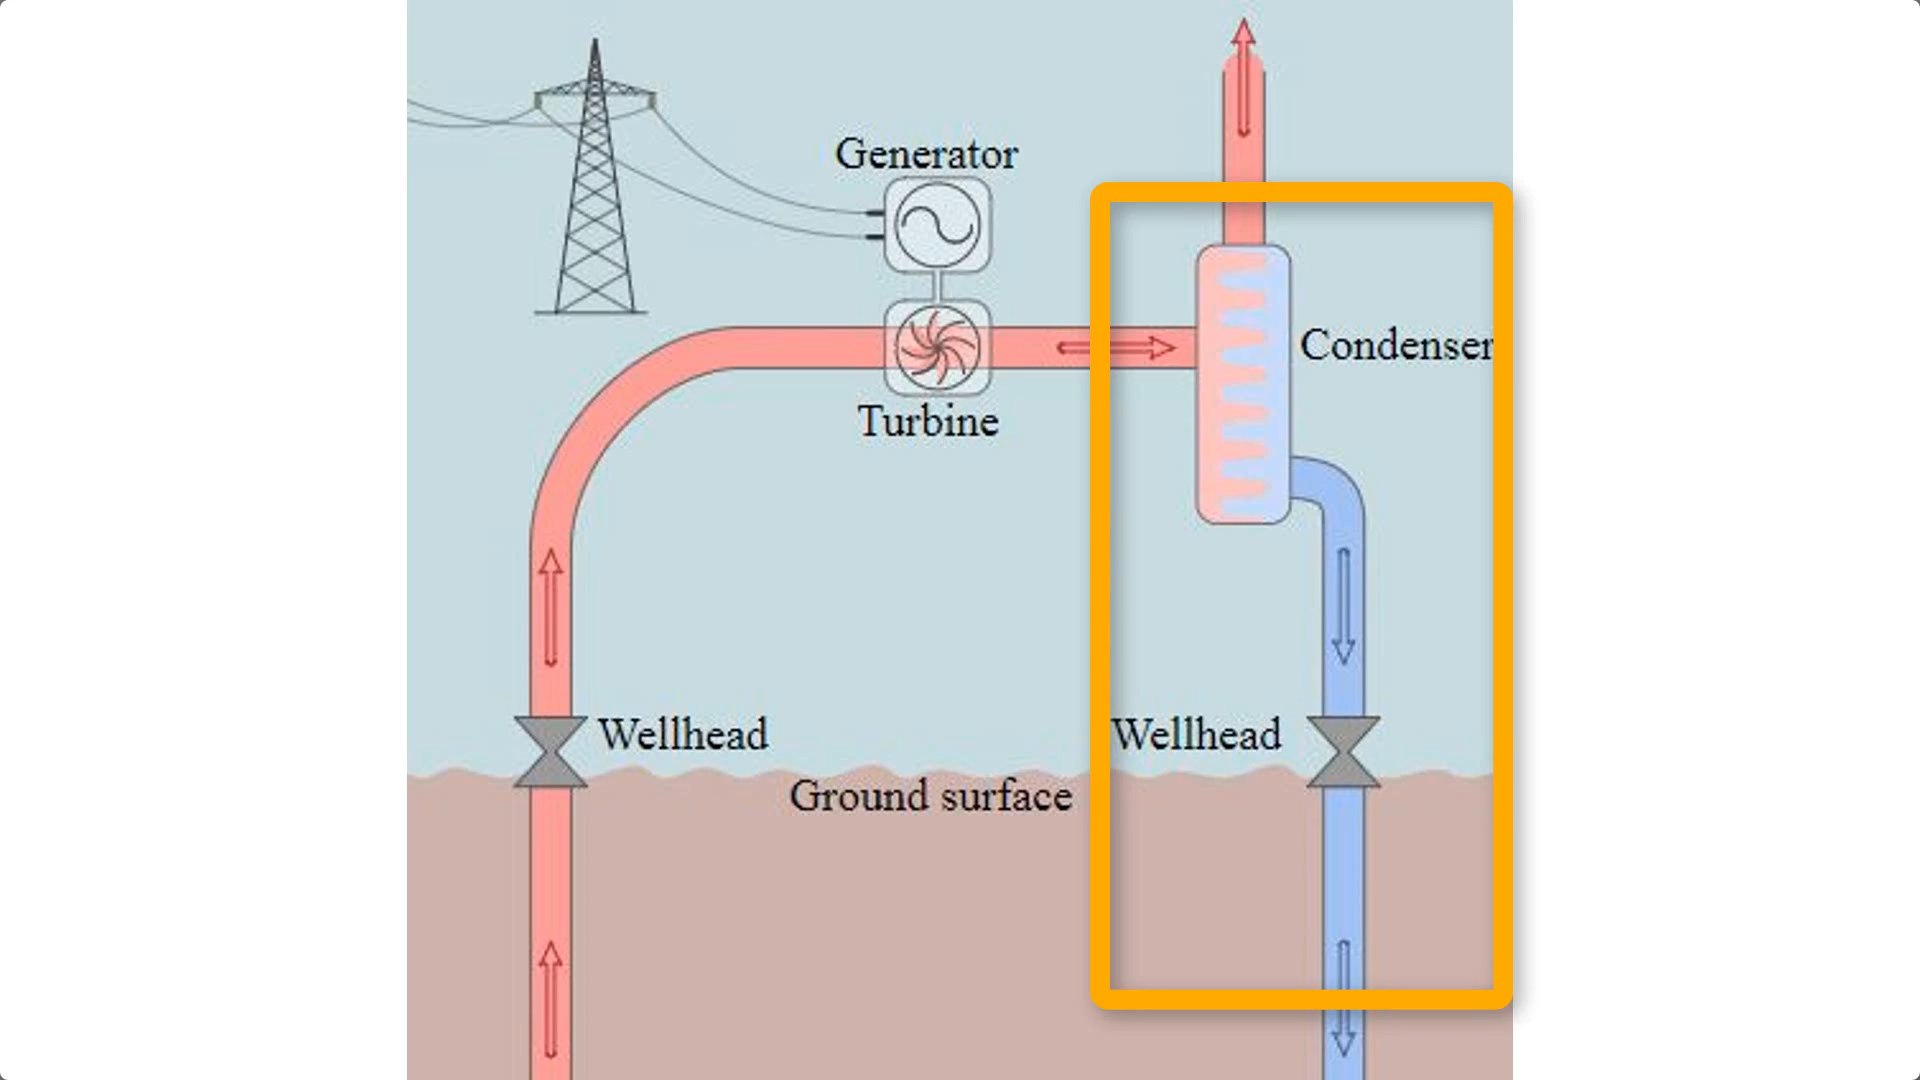 Generator
Condenser
Turbine
Wellhead
Wellhead
Ground surface